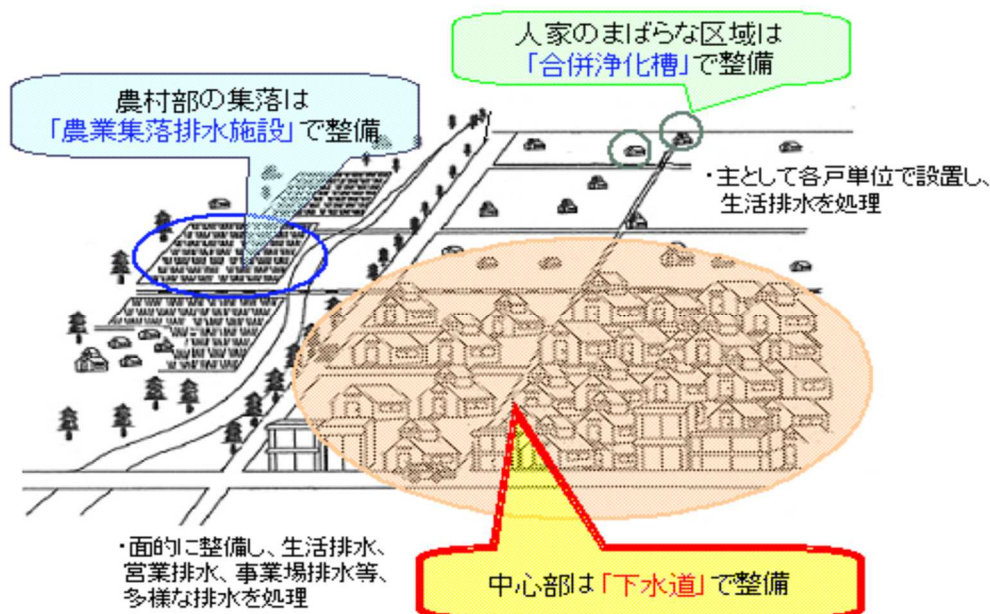 人家のまばらな区域は
「合併浄化槽」で整備
農村部の集落は
「農業集落排水施設」で整備
・主として各戸単位で設置し、
生活排水を処理
・面的に整備し、生活排水、
営業排水、事業場排水等、
多様な排水を処理
中心部は「下水道」で整備